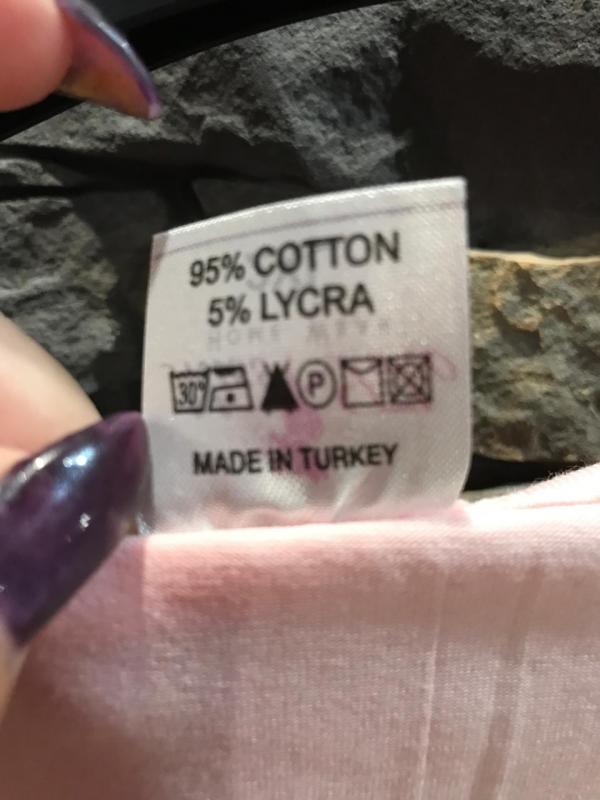 95% COTTON
5% LYCRA
30° P
MADE IN TURKEY